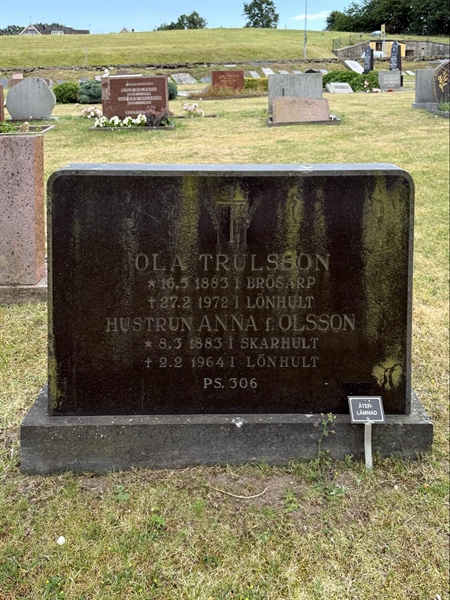 OLA TRULSSON
* 16.5 1883 I BRÖSARP
† 27.2 1972 I LÖNHULT
HUSTRUN ANNA f. OLSSON
* 8.3 1883 I SKARHULT
† 2.2 1964 I LÖNHULT
PS. 306
ÅTER-
LÄMNAD